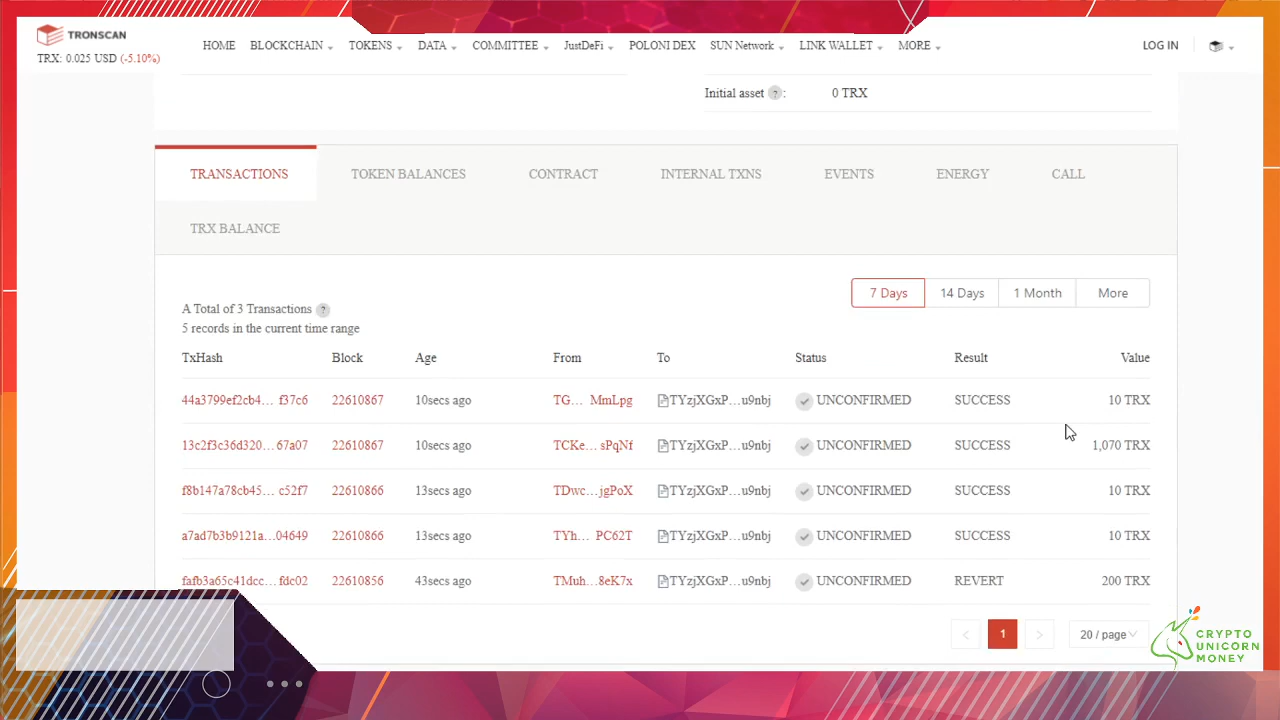 TRONSCAN
TRX: 0.025 USD (-5.10%)
HOME BLOCKCHAIN TOKENS DATA COMMITTEE JustDeFi POLONI DEX SUN Network LINK WALLET MORE LOG IN
Initial asset ? : 0 TRX
TRANSACTIONS TOKEN BALANCES CONTRACT INTERNAL TXNS EVENTS ENERGY CALL
TRX BALANCE
7 Days 14 Days 1 Month More
A Total of 3 Transactions ?
5 records in the current time range
TxHash Block Age From To Status Result Value
44a3799ef2cb4... f37c6 22610867 10secs ago TG... MmLpg TYzjXGxP...u9nbj UNCONFIRMED SUCCESS 10 TRX
13c2f3c36d320... 67a07 22610867 10secs ago TCKe... sPqNf TYzjXGxP...u9nbj UNCONFIRMED SUCCESS 1,070 TRX
f8b147a78cb45... c52f7 22610866 13secs ago TDwc...jgPoX TYzjXGxP...u9nbj UNCONFIRMED SUCCESS 10 TRX
a7ad7b3b9121a...04649 22610866 13secs ago TYh... PC62T TYzjXGxP...u9nbj UNCONFIRMED SUCCESS 10 TRX
fafb3a65c41dcc... fdc02 22610856 43secs ago TMuh...8eK7x TYzjXGxP...u9nbj UNCONFIRMED REVERT 200 TRX
< 1 > 20 / page
CRYPTO
UNICORN
MONEY